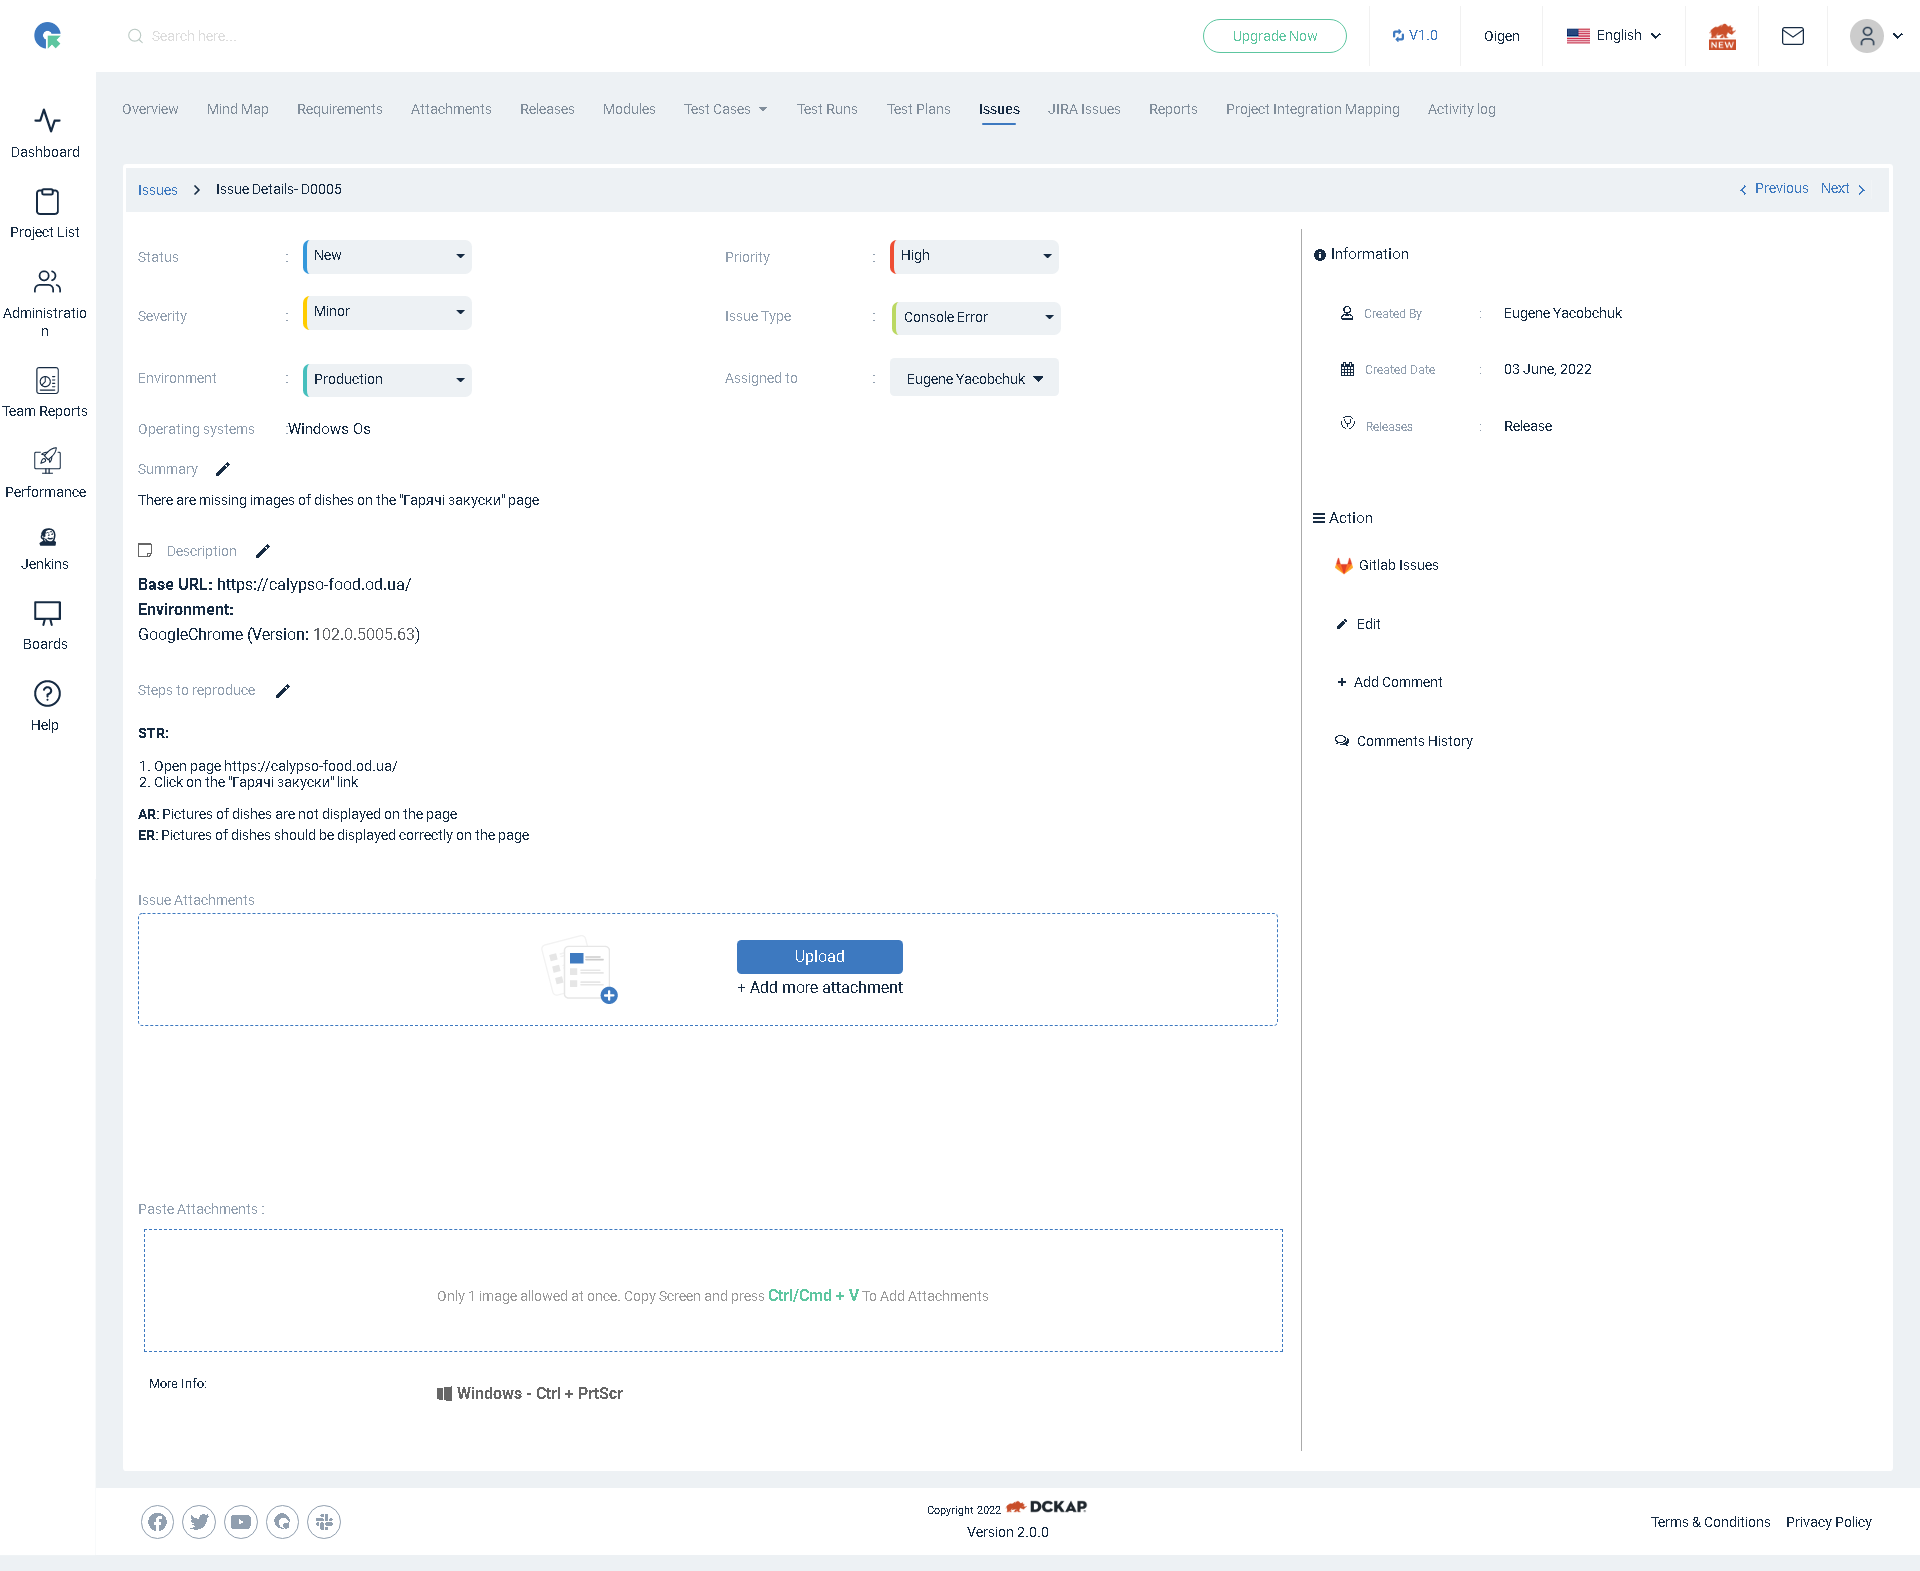 Search here...
Upgrade Now
V1.0
Oigen
English
NEW
Dashboard
Project List
Administratio
n
Team Reports
Performance
Jenkins
Boards
Help
Overview Mind Map Requirements Attachments Releases Modules Test Cases Test Runs Test Plans Issues JIRA Issues Reports Project Integration Mapping Activity log
Issues > Issue Details- D0005
Previous Next
Status : New
Priority : High
Severity : Minor
Issue Type : Console Error
Environment : Production
Assigned to : Eugene Yacobchuk
Operating systems :Windows Os
Summary
There are missing images of dishes on the "Гарячі закуски" page
Description
Base URL: https://calypso-food.od.ua/
Environment:
GoogleChrome (Version: 102.0.5005.63)
Steps to reproduce
STR:
1. Open page https://calypso-food.od.ua/
2. Click on the "Гарячі закуски" link
AR: Pictures of dishes are not displayed on the page
ER: Pictures of dishes should be displayed correctly on the page
Issue Attachments
Upload
+ Add more attachment
Paste Attachments :
Only 1 image allowed at once. Copy Screen and press Ctrl/Cmd + V To Add Attachments
More Info:
Windows - Ctrl + PrtScr
Information
Created By : Eugene Yacobchuk
Created Date : 03 June, 2022
Releases : Release
Action
Gitlab Issues
Edit
+ Add Comment
Comments History
Copyright 2022 DCKAP
Version 2.0.0
Terms & Conditions Privacy Policy